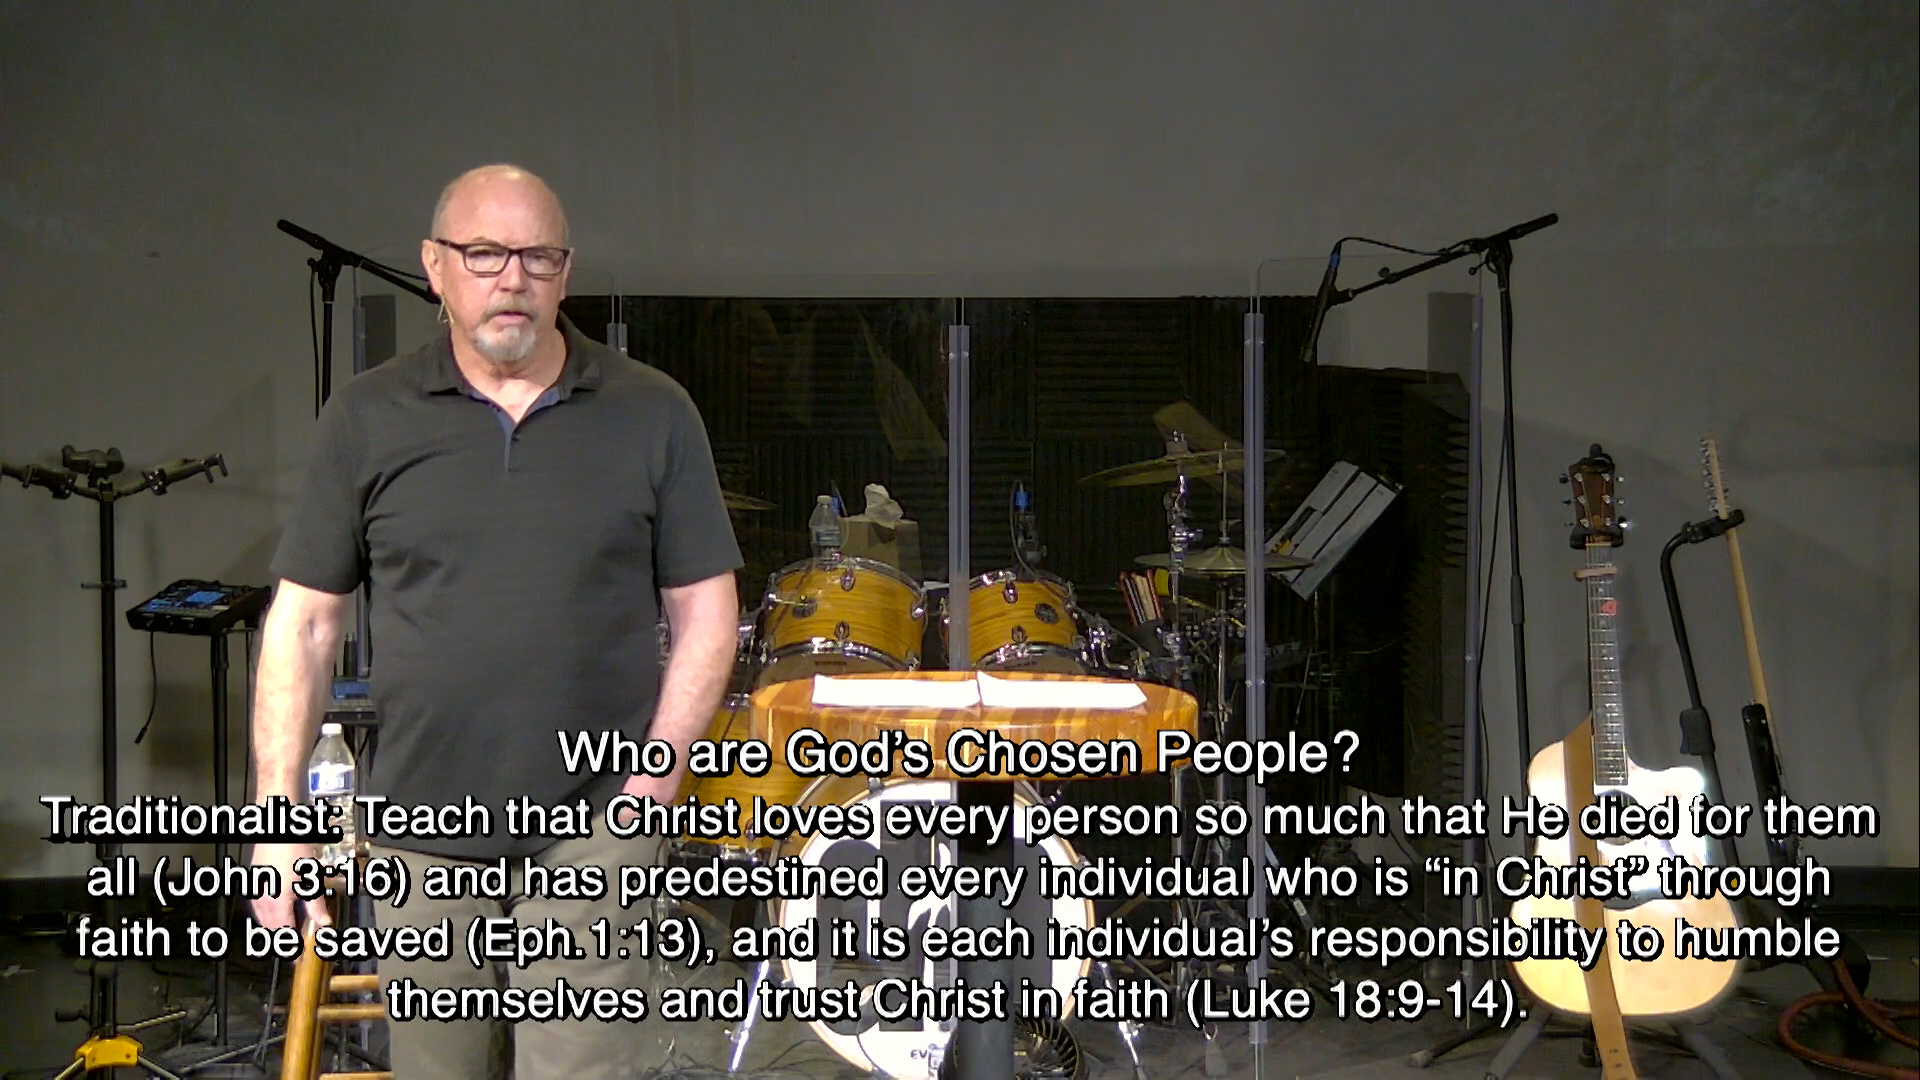 Who are God’s Chosen People?
Traditionalist: Teach that Christ loves every person so much that He died for them
all (John 3:16) and has predestined every individual who is “in Christ” through
faith to be saved (Eph.1:13), and it is each individual’s responsibility to humble
themselves and trust Christ in faith (Luke 18:9-14).